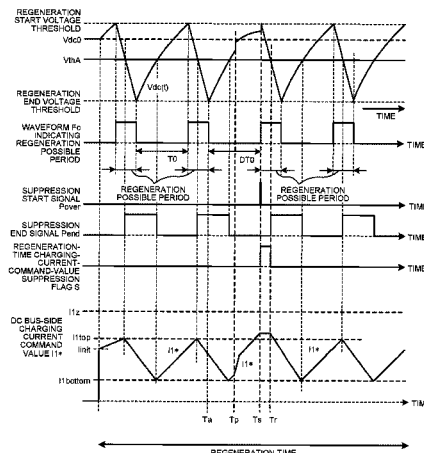 REGENERATION
START VOLTAGE
THRESHOLD
Vdc0
VthA
Vdc(t)
REGENERATION
END VOLTAGE
THRESHOLD
TIME
WAVEFORM Fc
INDICATING
REGENERATION
POSSIBLE
PERIOD
TIME
T0
DT0
REGENERATION
POSSIBLE PERIOD
REGENERATION
POSSIBLE PERIOD
SUPPRESSION
START SIGNAL
Pover
TIME
SUPPRESSION
END SIGNAL Pend
TIME
REGENERATION-
TIME CHARGING-
CURRENT-
COMMAND-VALUE
SUPPRESSION
FLAG S
TIME
I1z
DC BUS-SIDE
CHARGING
CURRENT
COMMAND
VALUE I1*
I1top
Iinit
I1*
I1*
I1*
I1bottom
TIME
Ta
Tp
Ts
Tr
REGENERATION TIME